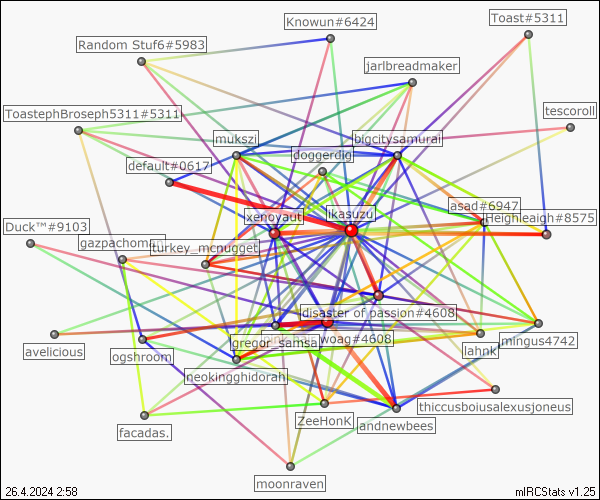 Knowun#6424
Toast#5311
Random Stuf6#5983
jarlbreadmaker
ToastephBroseph5311#5311
tescoroll
mukszi
bigcitysamurai
doggerdig
default#0617
asad#6947
xenoyaut
likasuzu
Heighleaigh#8575
Duck™#9103
gazpachoman
turkey_mcnugget
disaster of passion#4608
gregor_samsa
woag#4608
mingus4742
avelicious
ogshroom
lahnk
neokingghidorah
thiccusboiusalexusjoneus
facadas.
ZeeHonK
andnewbees
moonraven
26.4.2024 2:58
mIRCStats v1.25